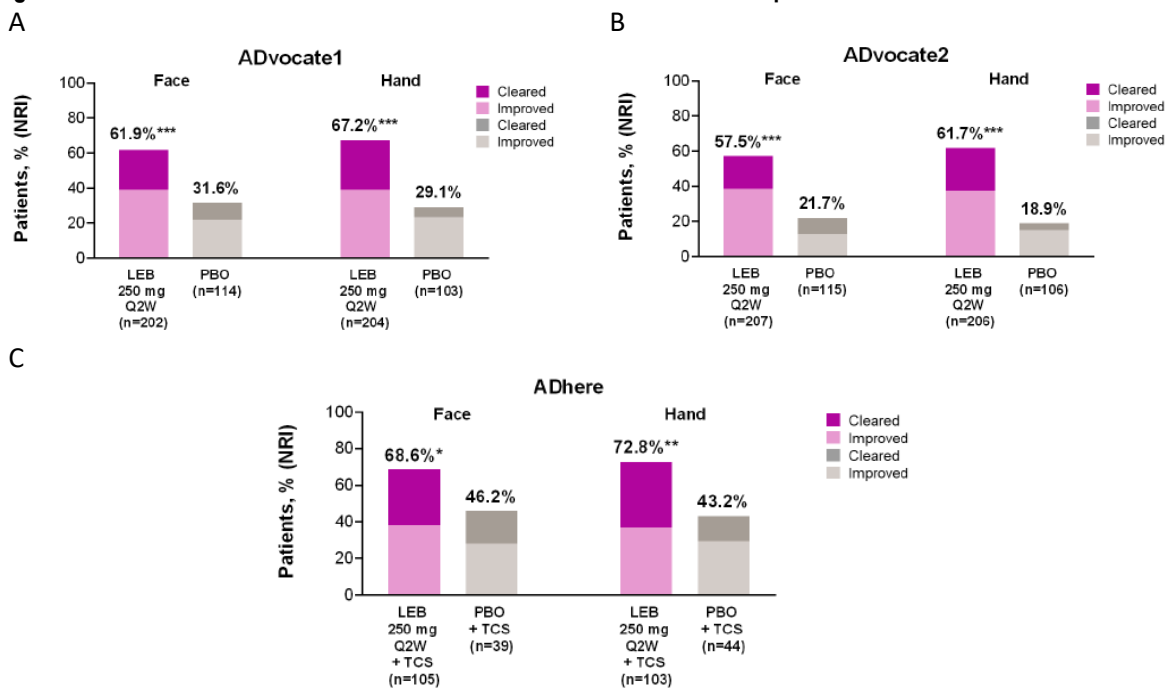 A
ADvocate1
Face
Hand
Patients, % (NRI)
100
80
60
40
20
0
61.9%***
31.6%
67.2%***
29.1%
Cleared
Improved
Cleared
Improved
LEB
250 mg
Q2W
(n=202)
PBO
(n=114)
LEB
250 mg
Q2W
(n=204)
PBO
(n=103)
B
ADvocate2
Face
Hand
Patients, % (NRI)
100
80
60
40
20
0
57.5%***
21.7%
61.7%***
18.9%
Cleared
Improved
Cleared
Improved
LEB
250 mg
Q2W
(n=207)
PBO
(n=115)
LEB
250 mg
Q2W
(n=206)
PBO
(n=106)
C
ADhere
Face
Hand
Patients, % (NRI)
100
80
60
40
20
0
68.6%*
46.2%
72.8%**
43.2%
Cleared
Improved
Cleared
Improved
LEB
250 mg
Q2W
+ TCS
(n=105)
PBO
+ TCS
(n=39)
LEB
250 mg
Q2W
+ TCS
(n=103)
PBO
+ TCS
(n=44)